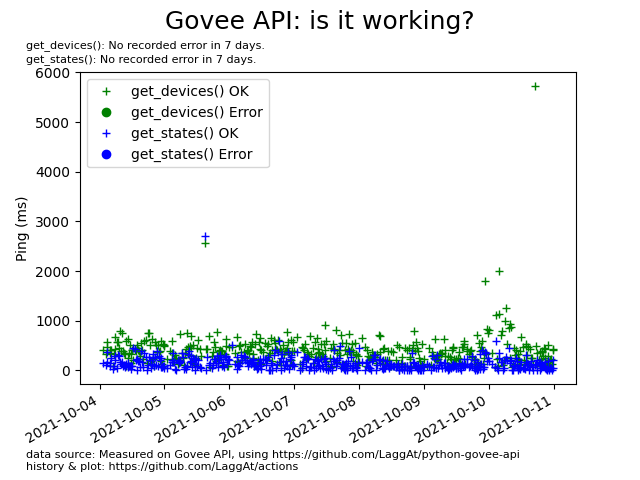 Govee API: is it working?
get_devices(): No recorded error in 7 days.
get_states(): No recorded error in 7 days.
6000
5000
4000
3000
2000
1000
0
Ping (ms)
get_devices() OK
get_devices() Error
get_states() OK
get_states() Error
2021-10-04
2021-10-05
2021-10-06
2021-10-07
2021-10-08
2021-10-09
2021-10-10
2021-10-11
data source: Measured on Govee API, using https://github.com/LaggAt/python-govee-api
history & plot: https://github.com/LaggAt/actions